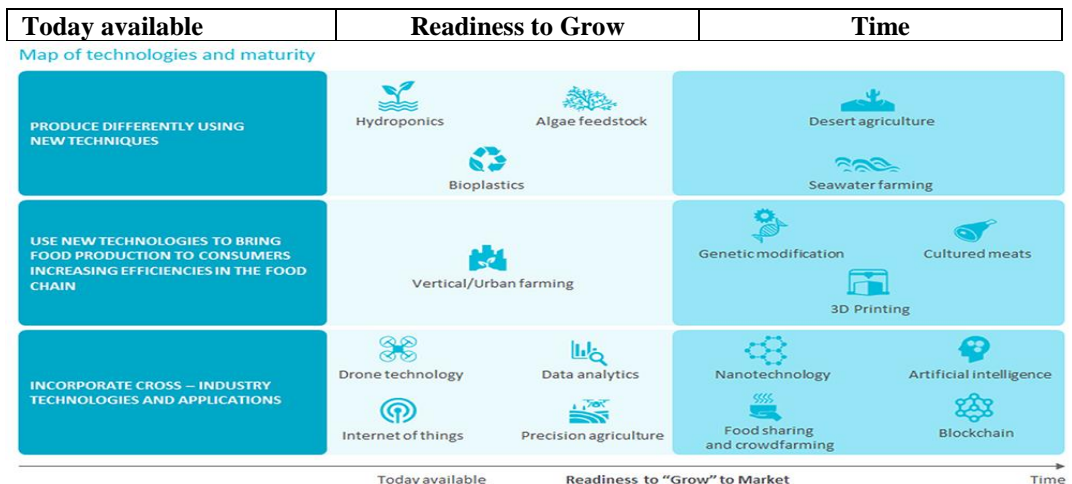 Today available Readiness to Grow Time
Map of technologies and maturity
PRODUCE DIFFERENTLY USING
NEW TECHNIQUES
Hydroponics
Algae feedstock
Bioplastics
Desert agriculture
Seawater farming
USE NEW TECHNOLOGIES TO BRING
FOOD PRODUCTION TO CONSUMERS
INCREASING EFFICIENCIES IN THE FOOD
CHAIN
Vertical/Urban farming
Genetic modification
Cultured meats
3D Printing
INCORPORATE CROSS – INDUSTRY
TECHNOLOGIES AND APPLICATIONS
Drone technology
Data analytics
Internet of things
Precision agriculture
Nanotechnology
Artificial intelligence
Food sharing
and crowdfarming
Blockchain
Today available Readiness to “Grow” to Market Time